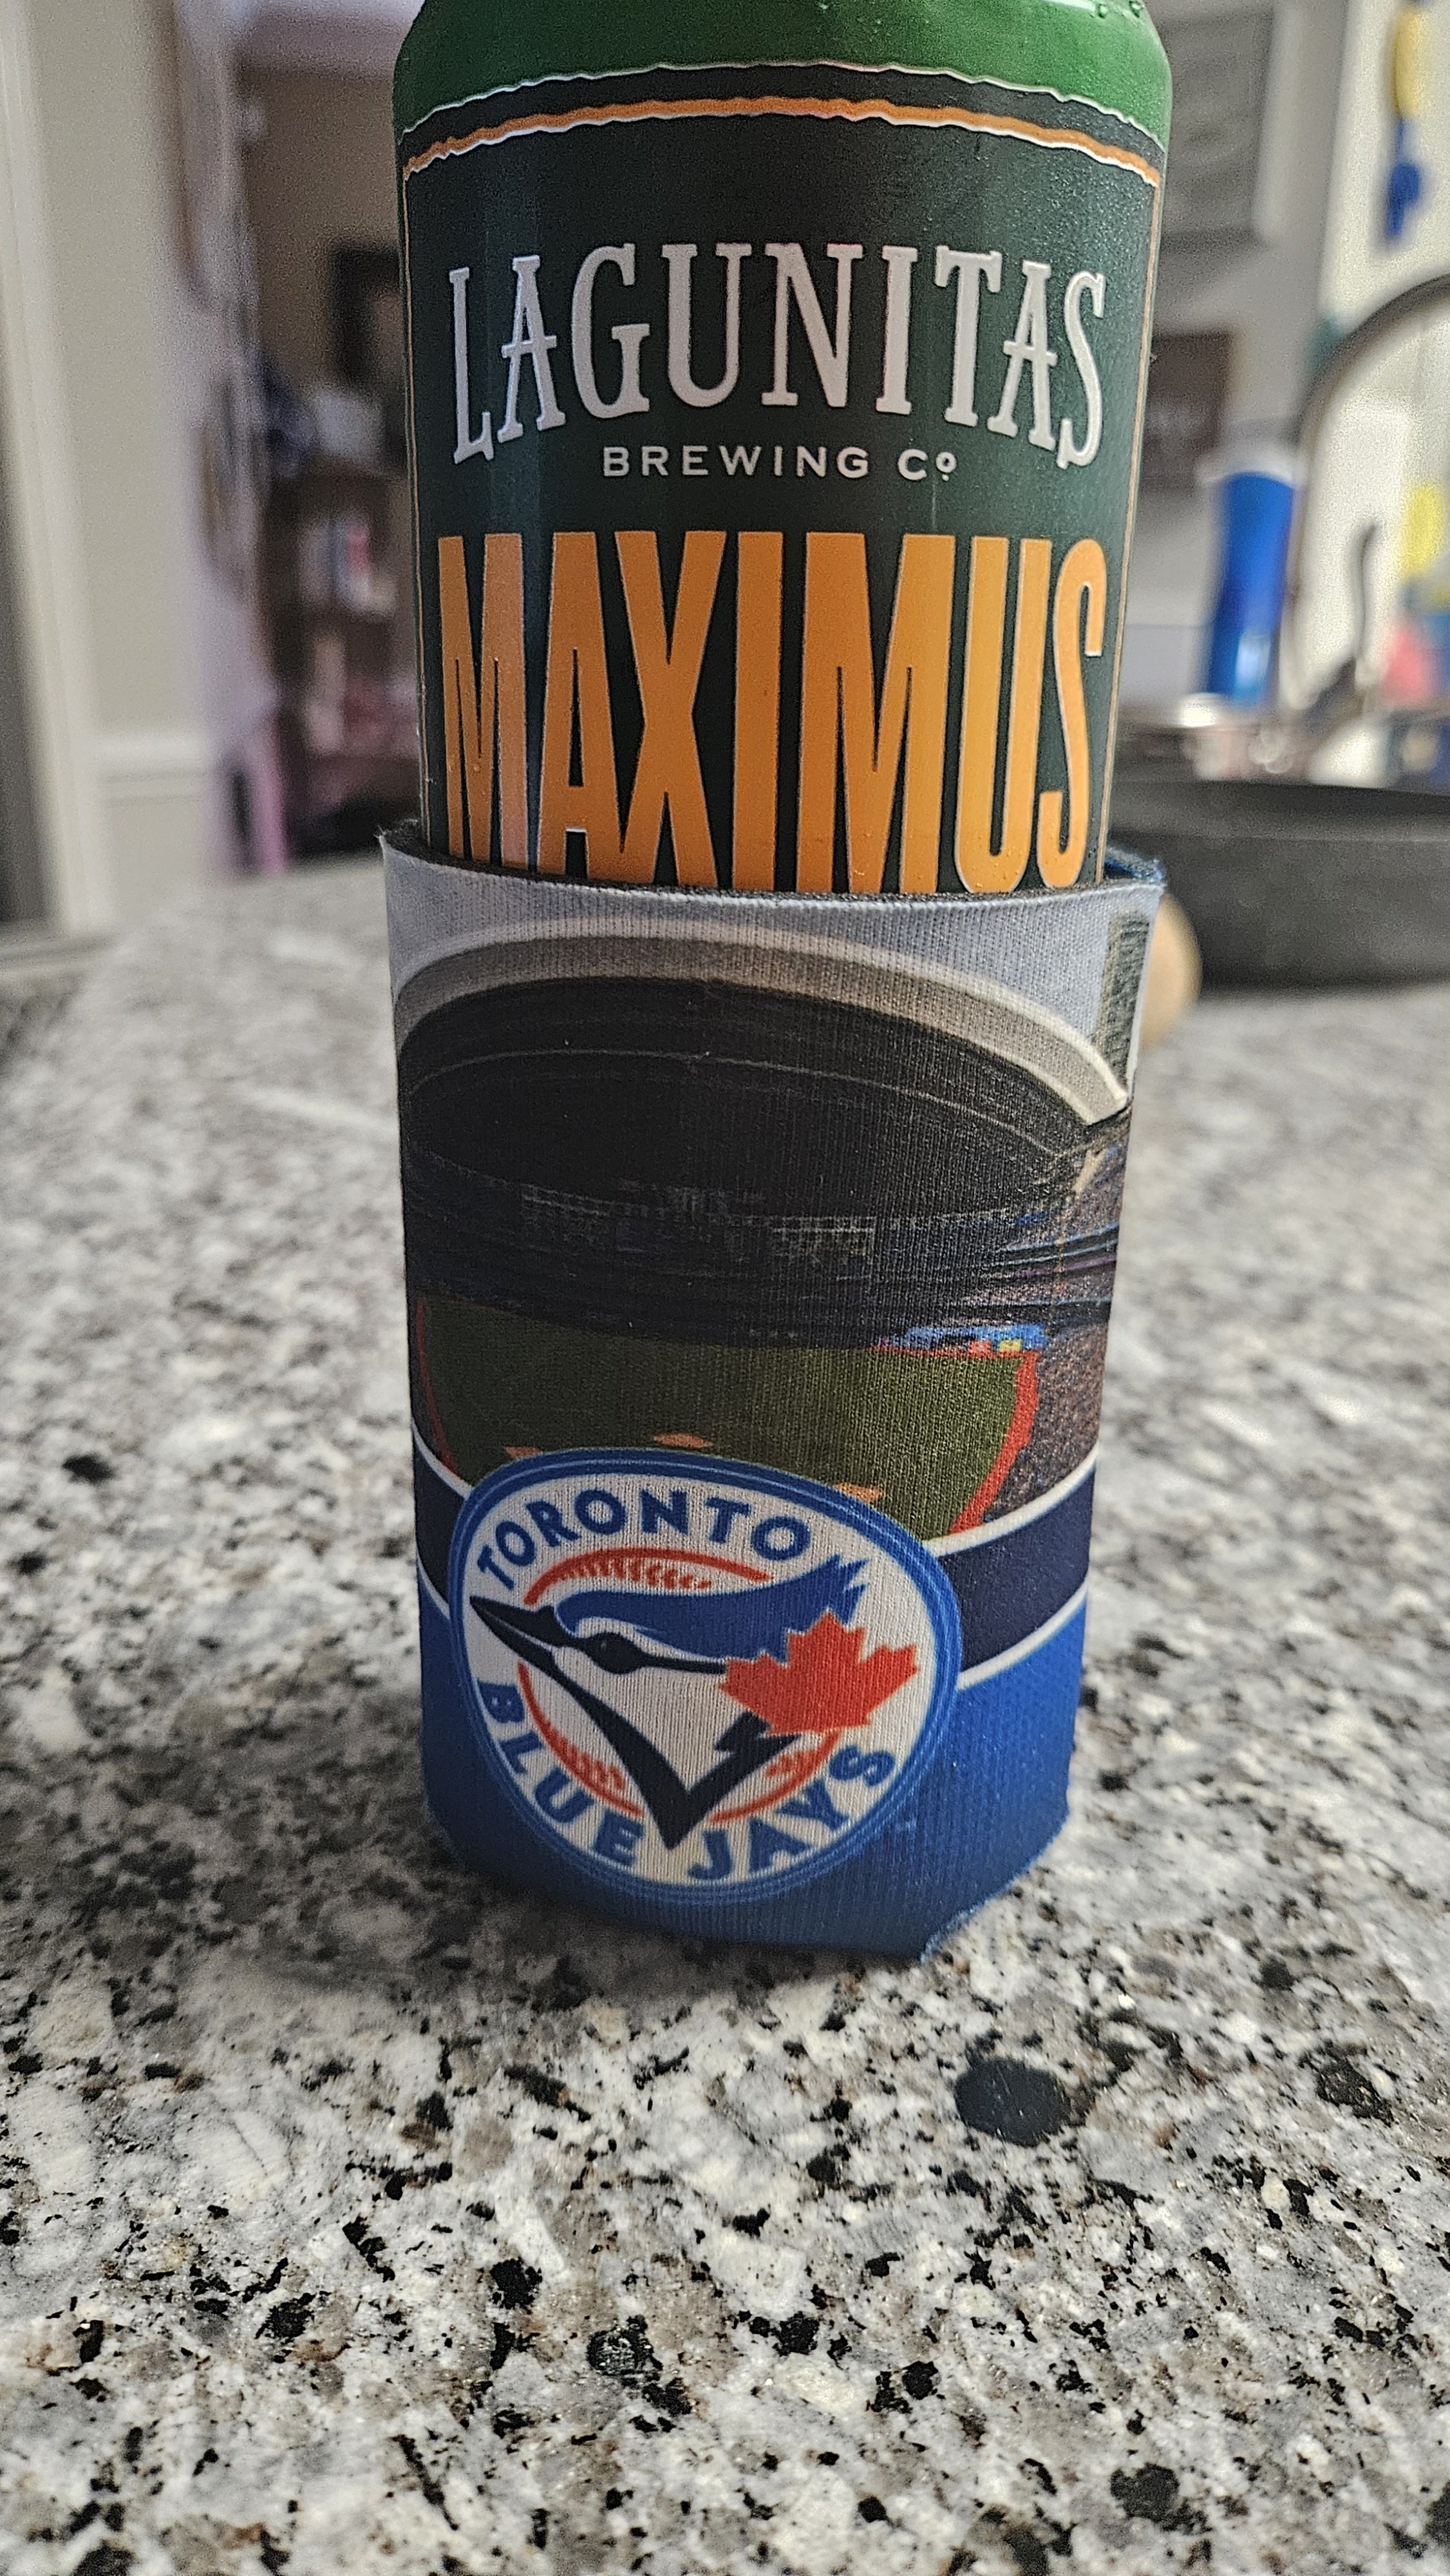 LAGUNITAS
BREWING Cº
MAXIMUS
TORONTO
BLUE JAYS